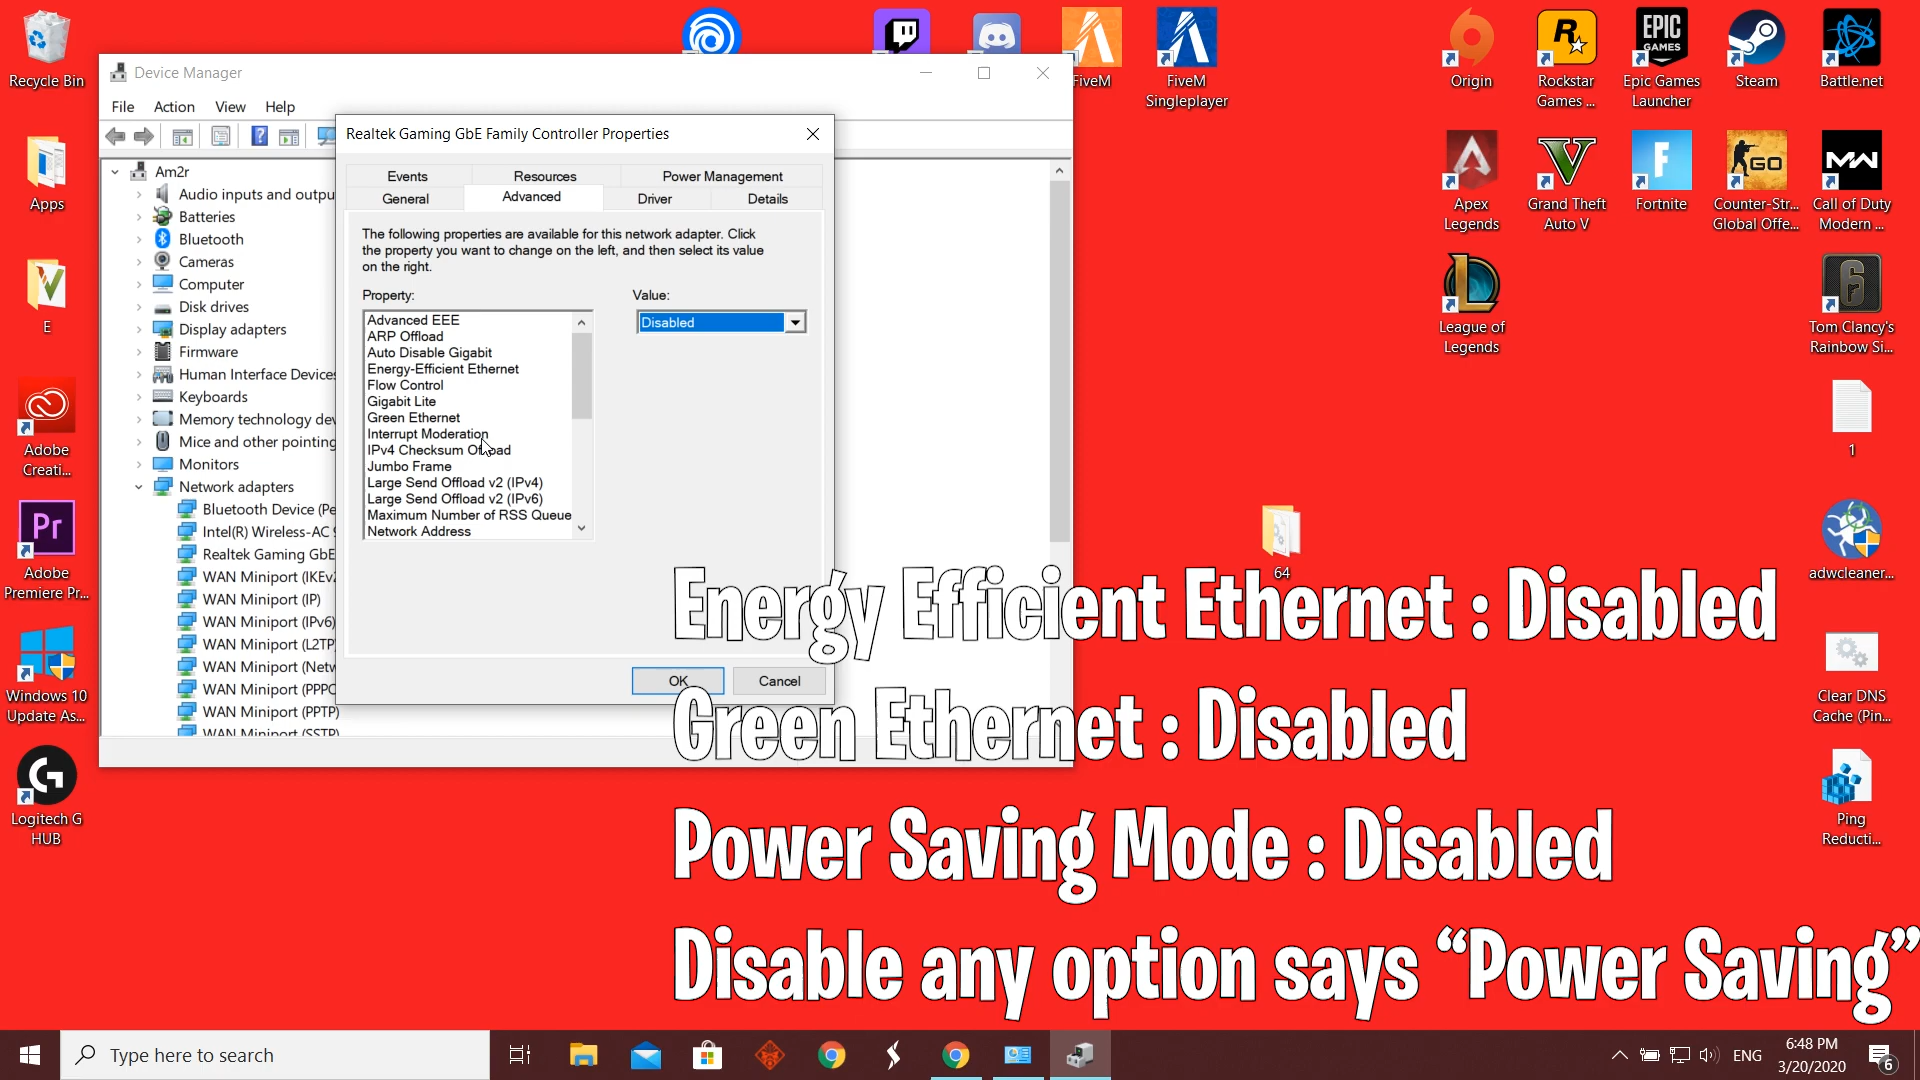 Recycle Bin
Apps
E
Adobe
Creati...
Adobe
Premiere Pr...
Windows 10
Update As...
Logitech G
HUB
Device Manager
File Action View Help
Am2r
Audio inputs and outpu
Batteries
Bluetooth
Cameras
Computer
Disk drives
Display adapters
Firmware
Human Interface Devices
Keyboards
Memory technology dev
Mice and other pointing
Monitors
Network adapters
Bluetooth Device (Pe
Intel(R) Wireless-AC
Realtek Gaming GbE
WAN Miniport (IKEv2
WAN Miniport (IP)
WAN Miniport (IPv6)
WAN Miniport (L2TP
WAN Miniport (Netw
WAN Miniport (PPPO
WAN Miniport (PPTP)
WAN Miniport (SSTP)
Realtek Gaming GbE Family Controller Properties
Events Resources Power Management
General Advanced Driver Details
The following properties are available for this network adapter. Click
the property you want to change on the left, and then select its value
on the right.
Property: Value:
Advanced EEE
ARP Offload
Auto Disable Gigabit
Energy-Efficient Ethernet
Flow Control
Gigabit Lite
Green Ethernet
Interrupt Moderation
IPv4 Checksum Offload
Jumbo Frame
Large Send Offload v2 (IPv4)
Large Send Offload v2 (IPv6)
Maximum Number of RSS Queue
Network Address
Disabled
OK Cancel
FiveM
FiveM
Singleplayer
Origin
Rockstar
Games ...
EPIC
GAMES
Epic Games
Launcher
Steam
Battle.net
Apex
Legends
Grand Theft
Auto V
Fortnite
GO
Counter-Str...
Global Offe...
MW
Call of Duty
Modern ...
League of
Legends
6
Tom Clancy's
Rainbow Si...
1
64
adwcleaner...
Clear DNS
Cache (Pin...
Ping
Reducti...
Pr
Energy Efficient Ethernet : Disabled
Green Ethernet : Disabled
Power Saving Mode : Disabled
Disable any option says “Power Saving”
Type here to search
ENG
6:48 PM
3/20/2020
6